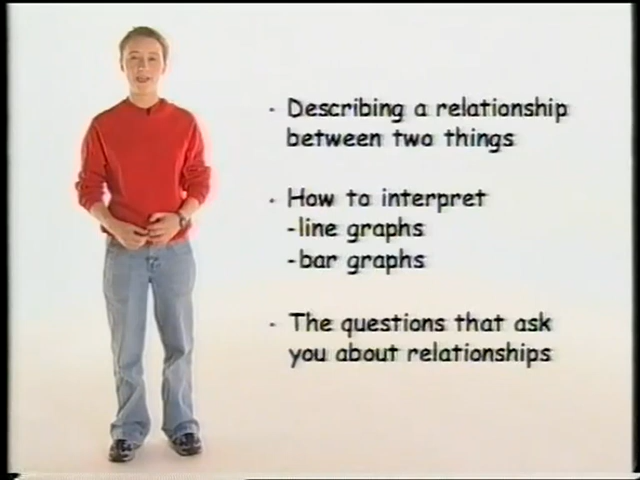 · Describing a relationship
between two things
· How to interpret
-line graphs
-bar graphs
· The questions that ask
you about relationships